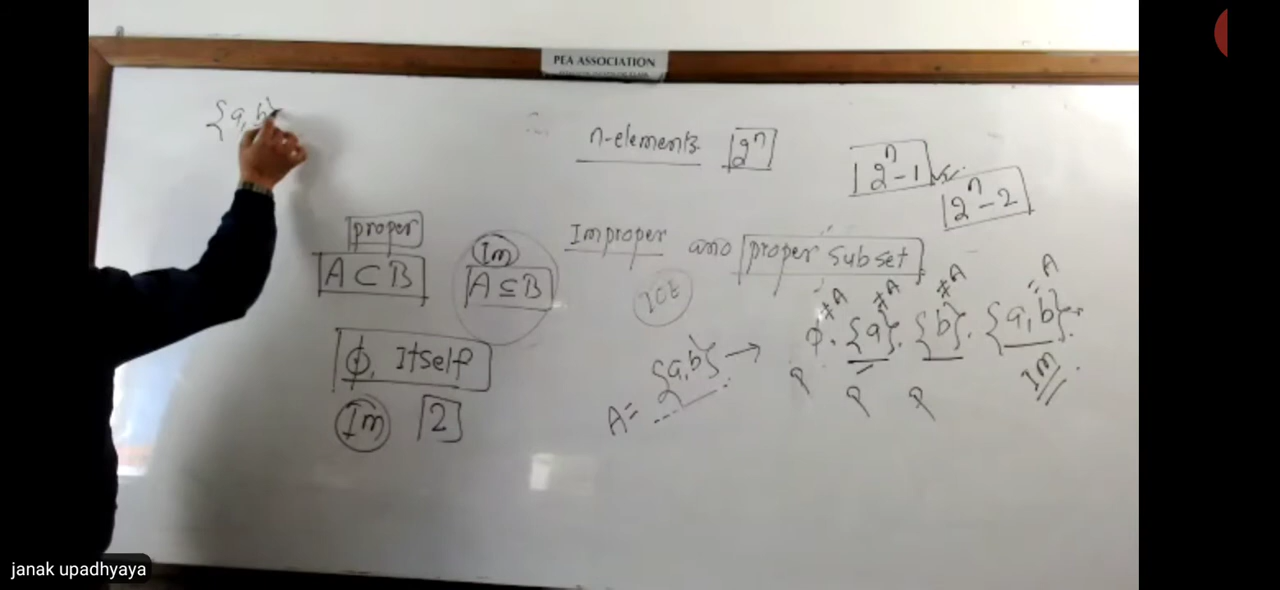 PEA ASSOCIATION
{a, b}
n-elements 2ⁿ
2ⁿ-1
2ⁿ-2
proper
A ⊂ B
Im
A ⊆ B
Improper and proper subset
ϕ, Itself
Im 2
A = {a, b} → ϕ. {a}. {b}. {a, b}
≠A ≠A ≠A = A
P P P Im
janak upadhyaya